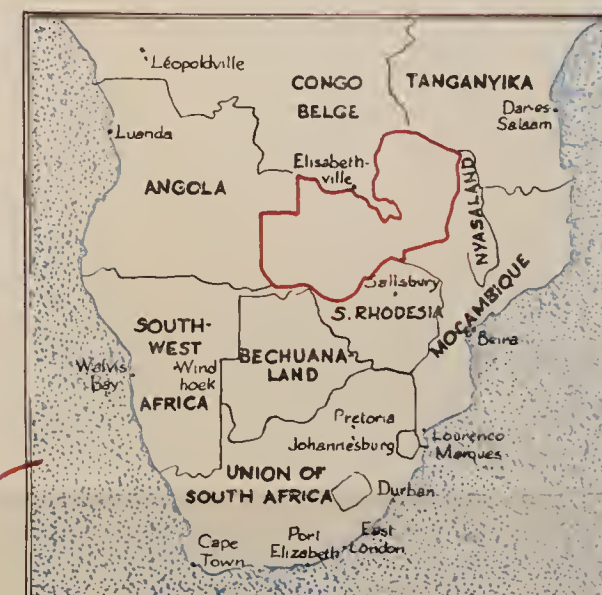 Léopoldville
CONGO
BELGE
TANGANYIKA
Dar-es-
Salaam
Luanda
Elisabeth-
ville
ANGOLA
NYASALAND
Salisbury
S. RHODESIA
MOÇAMBIQUE
Beira
SOUTH-
WEST
AFRICA
Walvis
Bay
Wind
hoek
BECHUANA-
LAND
Pretoria
Johannesburg
Lourenco
Marques
UNION OF
SOUTH AFRICA
Durban
Cape
Town
Port
Elizabeth
East
London